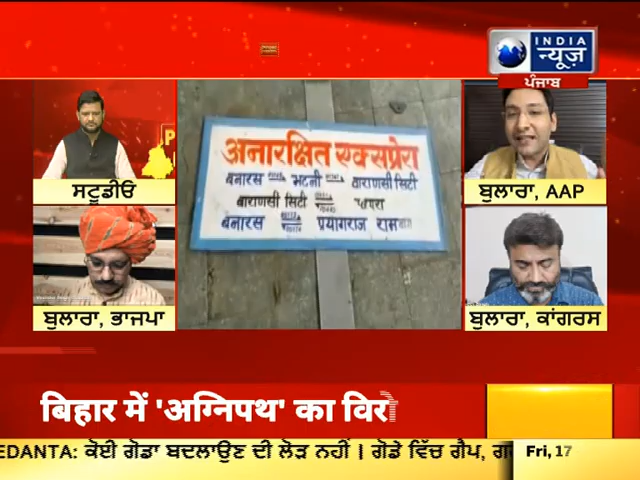 INDIA
न्यूज़
ਪੰਜਾਬ
ਸਟੂਡੀਓ
ਬੁਲਾਰਾ, AAP
अनारक्षित एक्सप्रेस
बनारस भटनी वाराणसी सिटी
वाराणसी सिटी छपरा
बनारस प्रयागराज राम
ਬੁਲਾਰਾ, ਭਾਜਪਾ
ਬੁਲਾਰਾ, ਕਾਂਗਰਸ
बिहार में 'अग्निपथ' का विरो
EDANTA: ਕੋਈ ਗੋਡਾ ਬਦਲਾਉਣ ਦੀ ਲੋੜ ਨਹੀਂ | ਗੋਡੇ ਵਿੱਚ ਗੈਪ,
Fri, 17